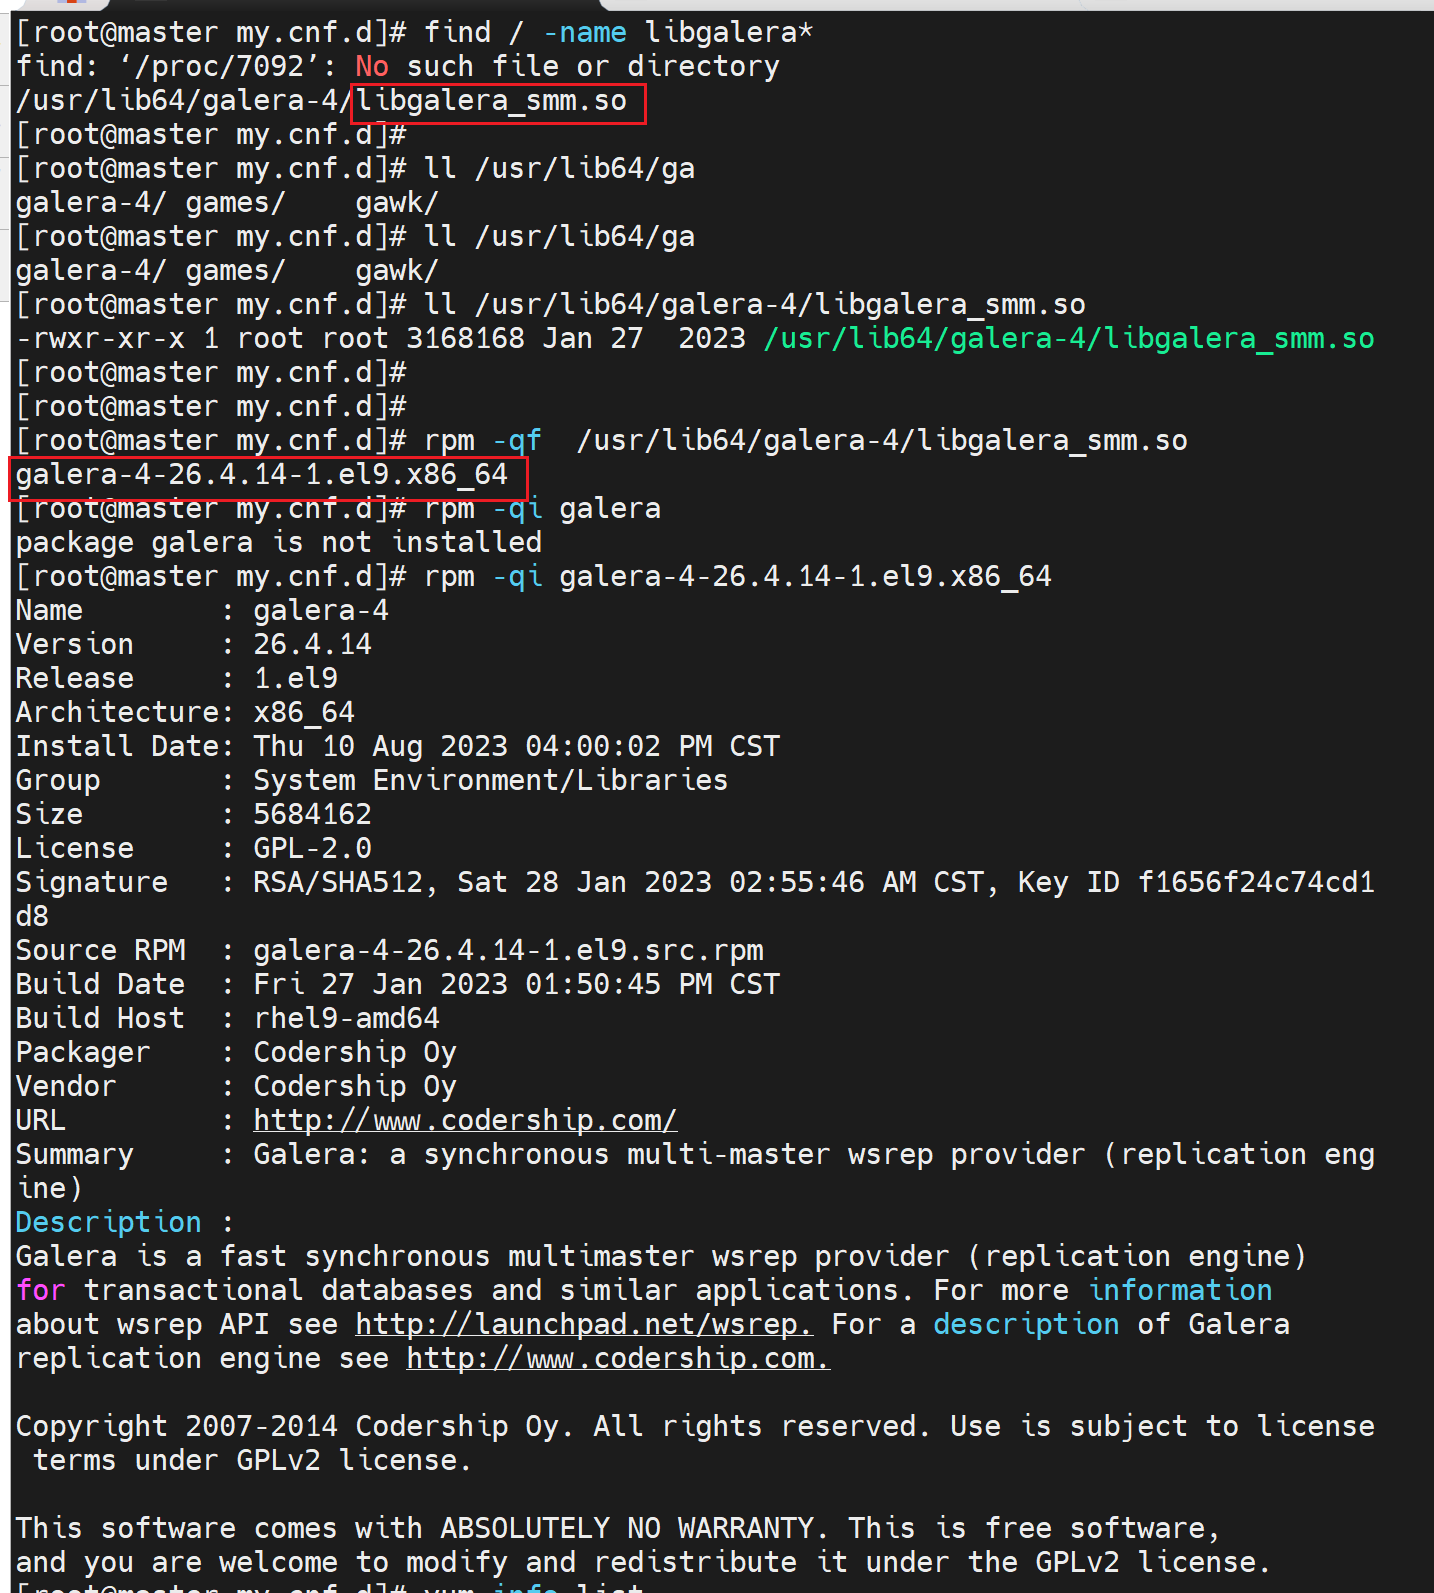 [root@master my.cnf.d]# find / -name libgalera*
find: ‘/proc/7092’: No such file or directory
/usr/lib64/galera-4/libgalera_smm.so
[root@master my.cnf.d]#
[root@master my.cnf.d]# ll /usr/lib64/ga
galera-4/ games/    gawk/
[root@master my.cnf.d]# ll /usr/lib64/ga
galera-4/ games/    gawk/
[root@master my.cnf.d]# ll /usr/lib64/galera-4/libgalera_smm.so
-rwxr-xr-x 1 root root 3168168 Jan 27  2023 /usr/lib64/galera-4/libgalera_smm.so
[root@master my.cnf.d]#
[root@master my.cnf.d]#
[root@master my.cnf.d]# rpm -qf  /usr/lib64/galera-4/libgalera_smm.so
galera-4-26.4.14-1.el9.x86_64
[root@master my.cnf.d]# rpm -qi galera
package galera is not installed
[root@master my.cnf.d]# rpm -qi galera-4-26.4.14-1.el9.x86_64
Name        : galera-4
Version     : 26.4.14
Release     : 1.el9
Architecture: x86_64
Install Date: Thu 10 Aug 2023 04:00:02 PM CST
Group       : System Environment/Libraries
Size        : 5684162
License     : GPL-2.0
Signature   : RSA/SHA512, Sat 28 Jan 2023 02:55:46 AM CST, Key ID f1656f24c74cd1
d8
Source RPM  : galera-4-26.4.14-1.el9.src.rpm
Build Date  : Fri 27 Jan 2023 01:50:45 PM CST
Build Host  : rhel9-amd64
Packager    : Codership Oy
Vendor      : Codership Oy
URL         : http://www.codership.com/
Summary     : Galera: a synchronous multi-master wsrep provider (replication eng
ine)
Description :
Galera is a fast synchronous multimaster wsrep provider (replication engine)
for transactional databases and similar applications. For more information
about wsrep API see http://launchpad.net/wsrep. For a description of Galera
replication engine see http://www.codership.com.
Copyright 2007-2014 Codership Oy. All rights reserved. Use is subject to license
 terms under GPLv2 license.
This software comes with ABSOLUTELY NO WARRANTY. This is free software,
and you are welcome to modify and redistribute it under the GPLv2 license.
[root@master my.cnf.d]# yum info list